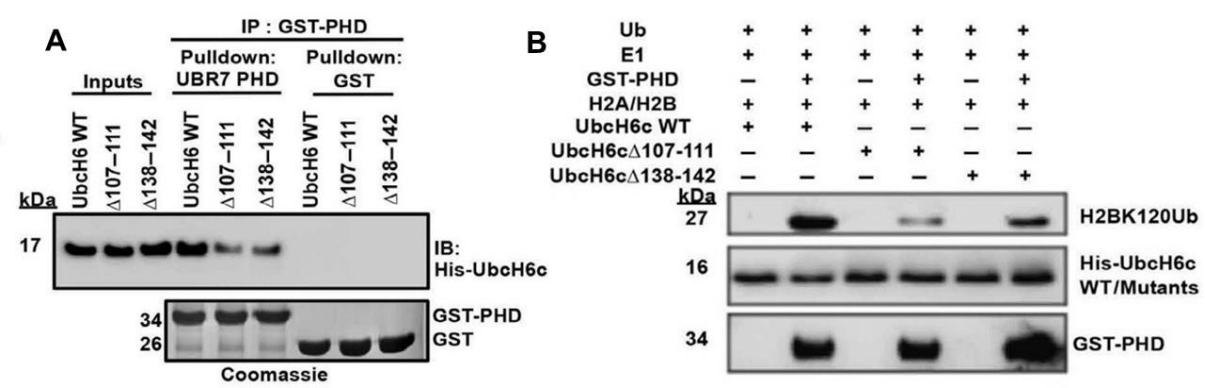 A
IP : GST-PHD
Pulldown: Pulldown:
Inputs UBR7 PHD GST
UbcH6 WT
Δ107–111
Δ138–142
UbcH6 WT
Δ107–111
Δ138–142
UbcH6 WT
Δ107–111
Δ138–142
kDa
17
IB:
His-UbcH6c
34 GST-PHD
26 GST
Coomassie
B
Ub + + + + + +
E1 + + + + + +
GST-PHD – + – + – +
H2A/H2B + + + + + +
UbcH6c WT + + – – – –
UbcH6cΔ107-111 – – + + – –
UbcH6cΔ138-142 – – – – + +
kDa
27 H2BK120Ub
16 His-UbcH6c
WT/Mutants
34 GST-PHD